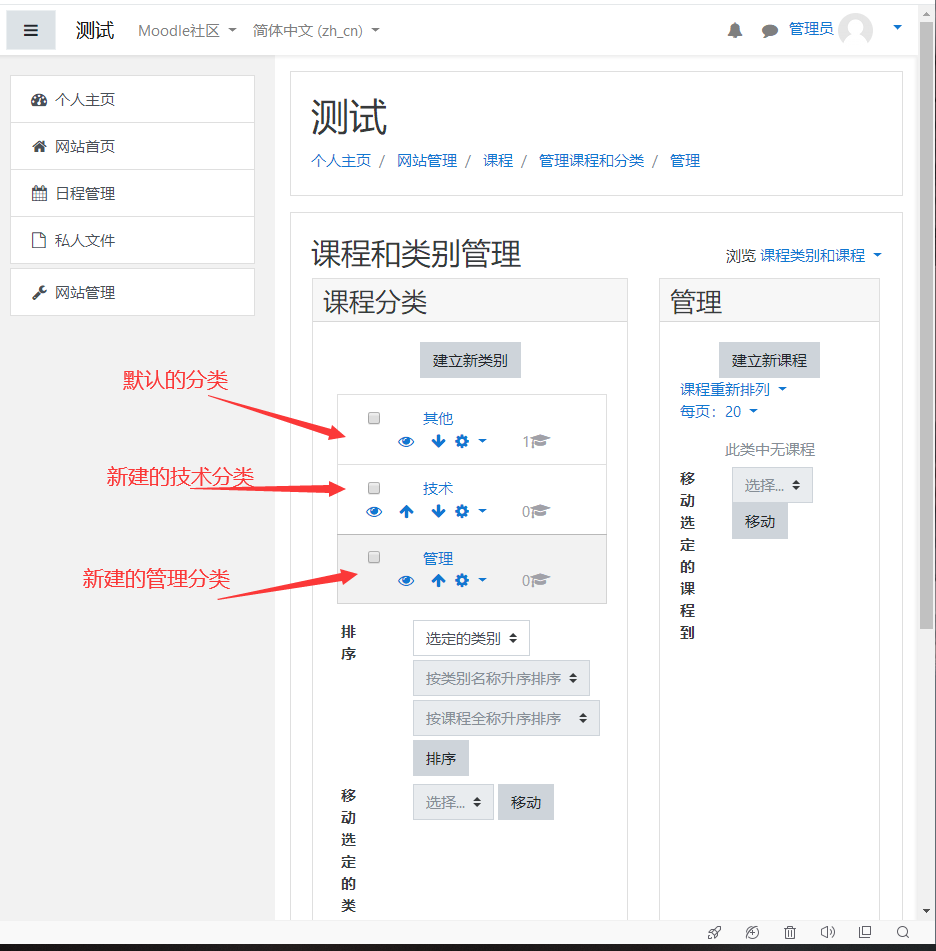 测试 Moodle社区 简体中文 (zh_cn) 管理员
个人主页
网站首页
日程管理
私人文件
网站管理
测试
个人主页 / 网站管理 / 课程 / 管理课程和分类 / 管理
课程和类别管理
浏览 课程类别和课程
课程分类
建立新类别
默认的分类
其他
1
新建的技术分类
技术
0
新建的管理分类
管理
0
排序
选定的类别
按类别名称升序排序
按课程全称升序排序
排序
移动选定的类
选择...
移动
管理
建立新课程
课程重新排列
每页：20
此类中无课程
移动选定的课程到
选择...
移动